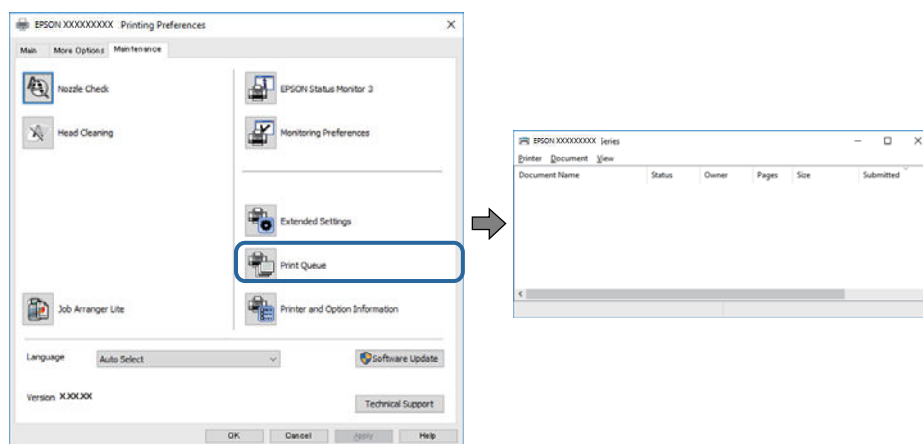 EPSON XXXXXXXXX Printing Preferences
Main More Options Maintenance
Nozzle Check
EPSON Status Monitor 3
Head Cleaning
Monitoring Preferences
Extended Settings
Print Queue
Job Arranger Lite
Printer and Option Information
Language Auto Select
Software Update
Version X.XX.XX
Technical Support
OK Cancel Apply Help
EPSON XXXXXXXXX Series
Printer Document View
Document Name Status Owner Pages Size Submitted